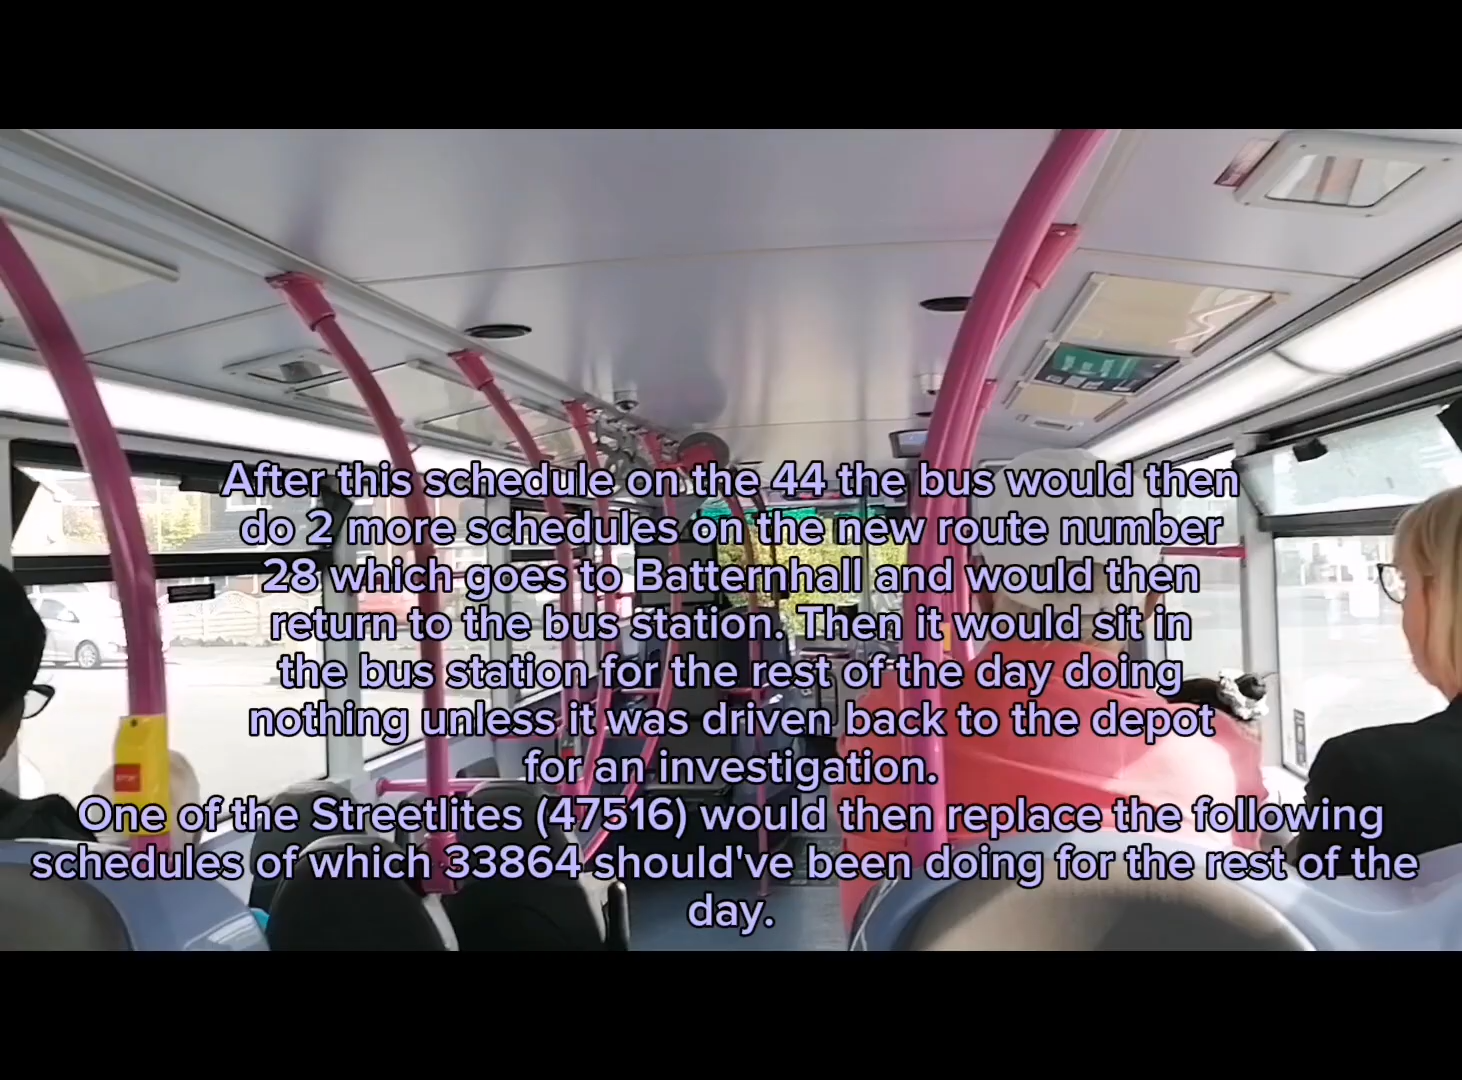 After this schedule on the 44 the bus would then
do 2 more schedules on the new route number
28 which goes to Batternhall and would then
return to the bus station. Then it would sit in
the bus station for the rest of the day doing
nothing unless it was driven back to the depot
for an investigation.
One of the Streetlites (47516) would then replace the following
schedules of which 33864 should've been doing for the rest of the
day.